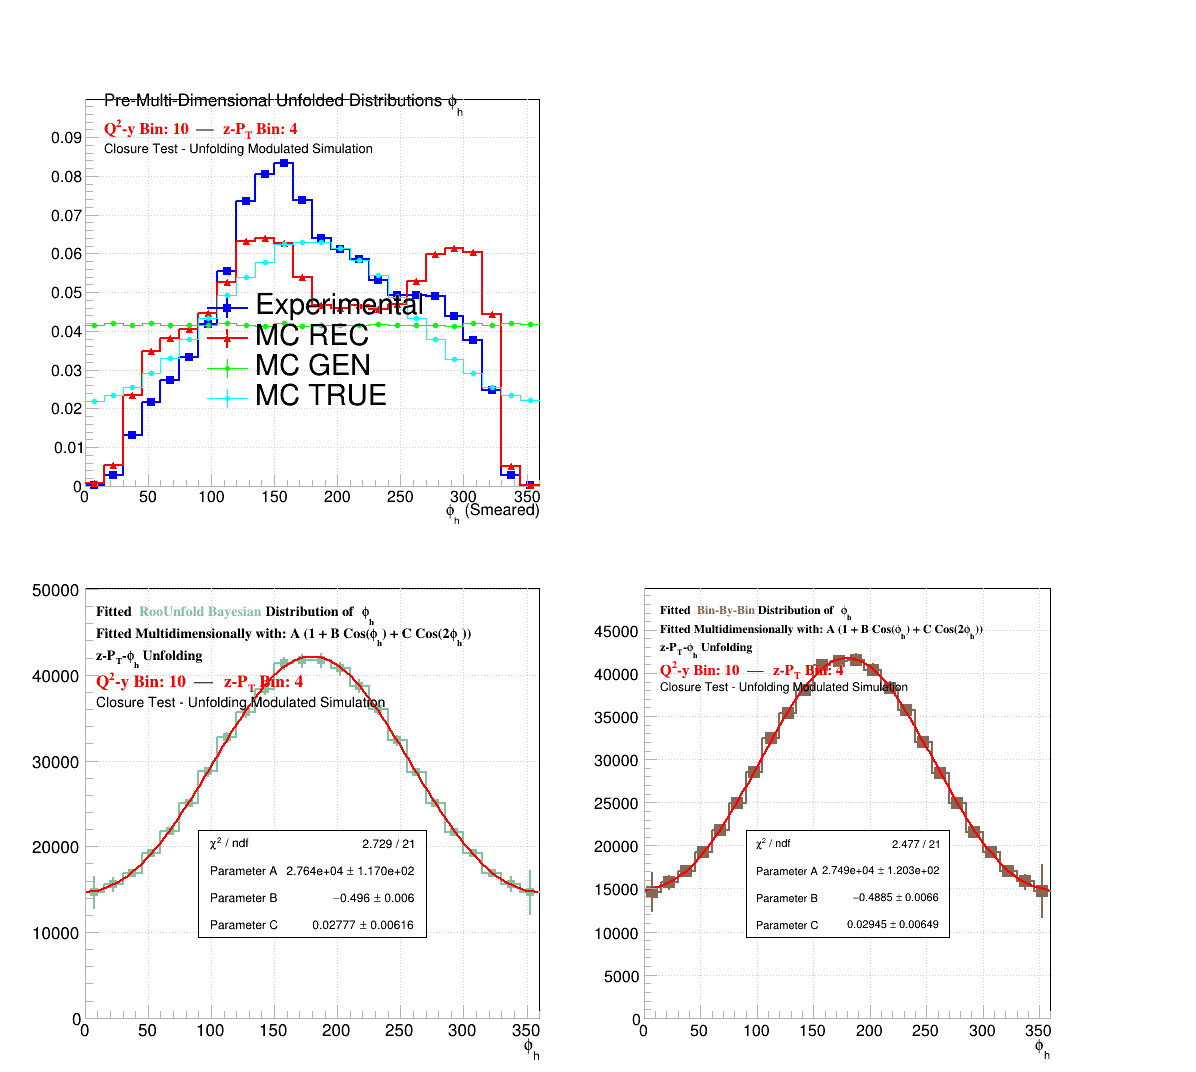 Pre-Multi-Dimensional Unfolded Distributions ϕh
Q²-y Bin: 10 — z-PT Bin: 4
Closure Test - Unfolding Modulated Simulation
0.09
0.08
0.07
0.06
0.05
0.04
0.03
0.02
0.01
0
Experimental
MC REC
MC GEN
MC TRUE
0 50 100 150 200 250 300 350
ϕh (Smeared)
50000
40000
30000
20000
10000
0
Fitted RooUnfold Bayesian Distribution of ϕh
Fitted Multidimensionally with: A (1 + B Cos(ϕh) + C Cos(2ϕh))
z-PT-ϕh Unfolding
Q²-y Bin: 10 — z-PT Bin: 4
Closure Test - Unfolding Modulated Simulation
χ² / ndf 2.729 / 21
Parameter A 2.764e+04 ± 1.170e+02
Parameter B −0.496 ± 0.006
Parameter C 0.02777 ± 0.00616
0 50 100 150 200 250 300 350
ϕh
45000
40000
35000
30000
25000
20000
15000
10000
5000
0
Fitted Bin-By-Bin Distribution of ϕh
Fitted Multidimensionally with: A (1 + B Cos(ϕh) + C Cos(2ϕh))
z-PT-ϕh Unfolding
Q²-y Bin: 10 — z-PT Bin: 4
Closure Test - Unfolding Modulated Simulation
χ² / ndf 2.477 / 21
Parameter A 2.749e+04 ± 1.203e+02
Parameter B −0.4885 ± 0.0066
Parameter C 0.02945 ± 0.00649
0 50 100 150 200 250 300 350
ϕh